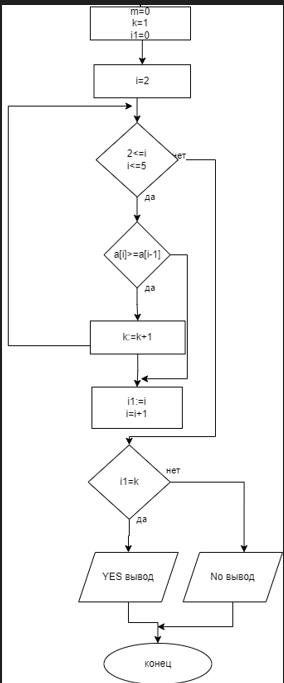 m=0
k=1
i1=0
i=2
2<=i
i<=5
нет
да
a[i]>=a[i-1]
да
k:=k+1
i1:=i
i=i+1
i1=k
нет
да
YES вывод
No вывод
конец